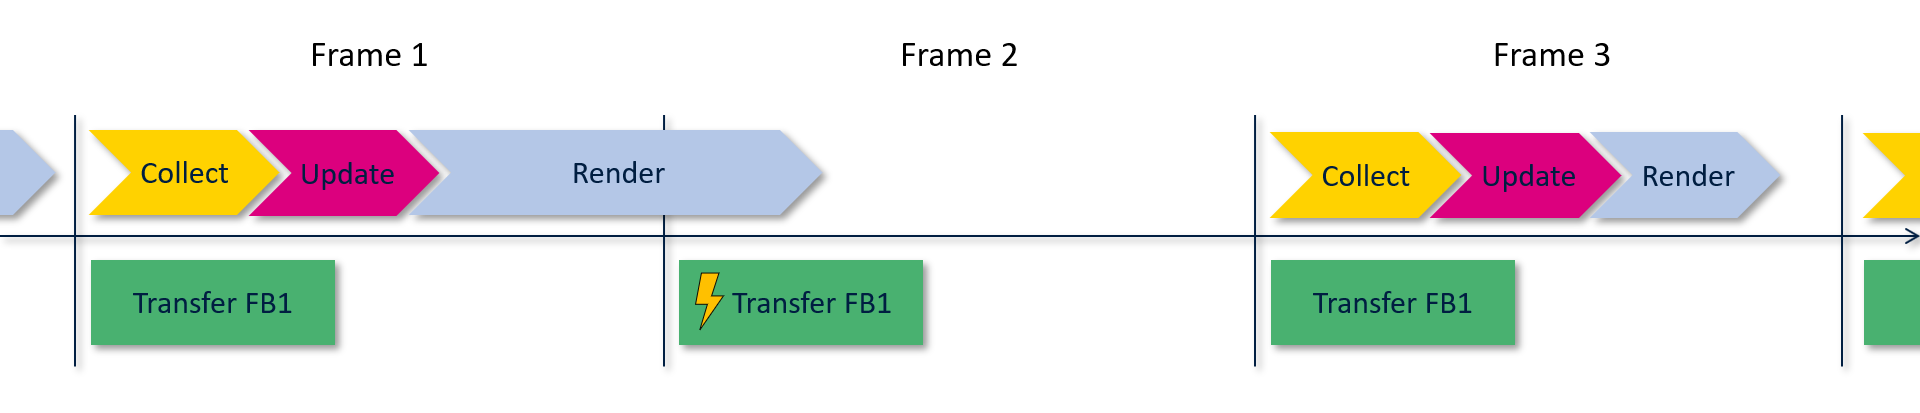 Frame 1
Frame 2
Frame 3
Collect
Update
Render
Collect
Update
Render
Transfer FB1
Transfer FB1
Transfer FB1